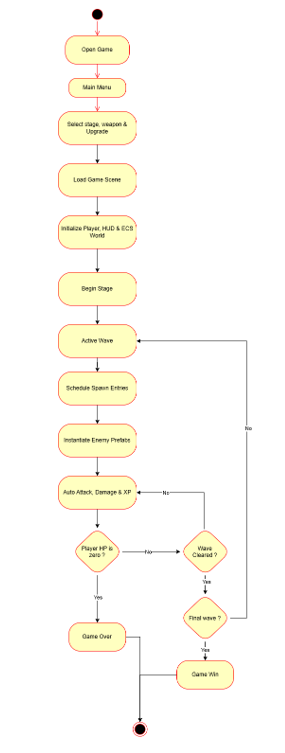 Open Game
Main Menu
Select stage, weapon &
Upgrade
Load Game Scene
Initialize Player, HUD & ECS
World
Begin Stage
Active Wave
Schedule Spawn Entries
Instantiate Enemy Prefabs
Auto Attack, Damage & XP
No
No
Player HP is
zero ?
No
Wave
Cleared ?
Yes
Yes
Final wave ?
Game Over
Yes
Game Win